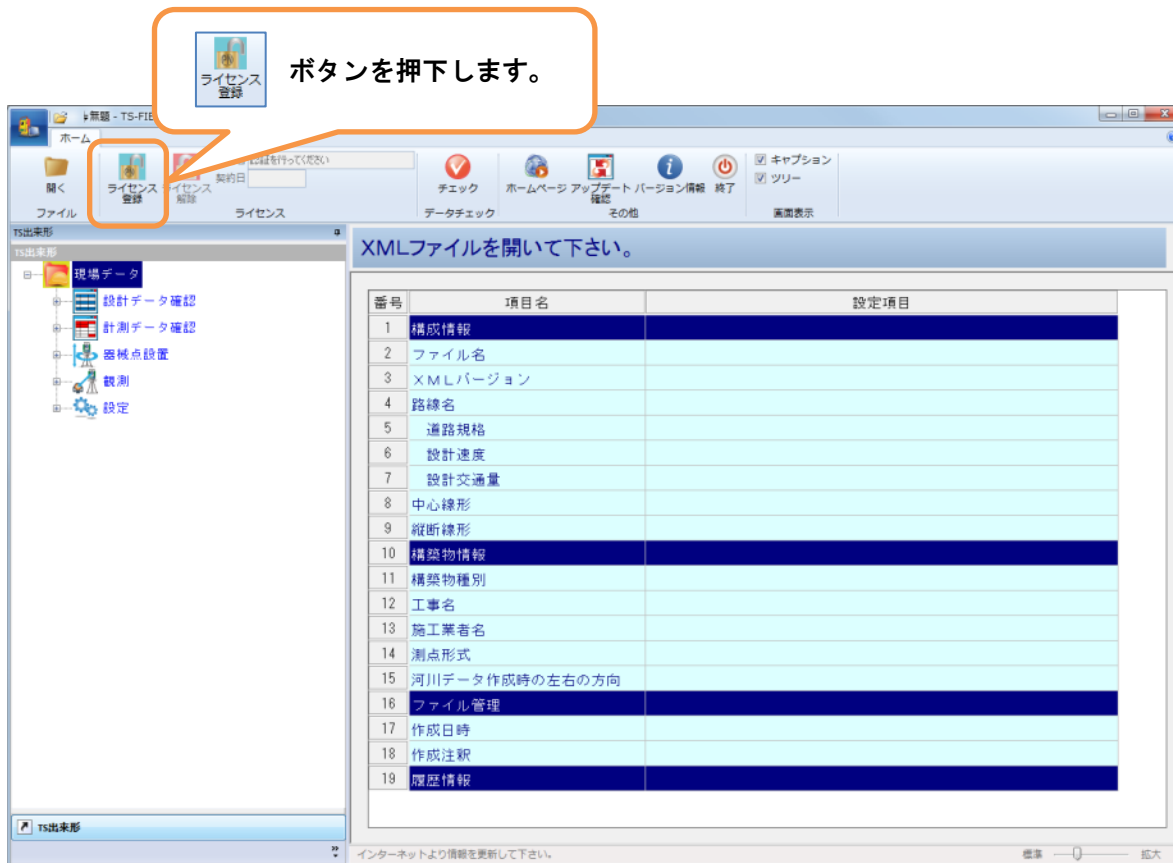 ライセンス
登録
ボタンを押下します。
無題 - TS-FIE
ホーム
開く
ファイル
ライセンス
登録
ライセンス
解除
証を行ってください
契約日
ライセンス
チェック
データチェック
ホームページ
アップデート
確認
バージョン情報
終了
その他
キャプション
ツリー
画面表示
TS出来形
TS出来形
現場データ
設計データ確認
計測データ確認
器械点設置
観測
設定
TS出来形
XMLファイルを開いて下さい。
番号 項目名 設定項目
1 構成情報
2 ファイル名
3 XMLバージョン
4 路線名
5 道路規格
6 設計速度
7 設計交通量
8 中心線形
9 縦断線形
10 構築物情報
11 構築物種別
12 工事名
13 施工業者名
14 測点形式
15 河川データ作成時の左右の方向
16 ファイル管理
17 作成日時
18 作成注釈
19 履歴情報
インターネットより情報を更新して下さい。
標準 拡大